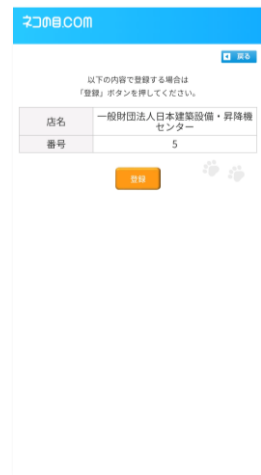 ネコの目.COM
戻る
以下の内容で登録する場合は
「登録」ボタンを押してください。
店名 一般財団法人日本建築設備・昇降機
センター
番号 5
登録